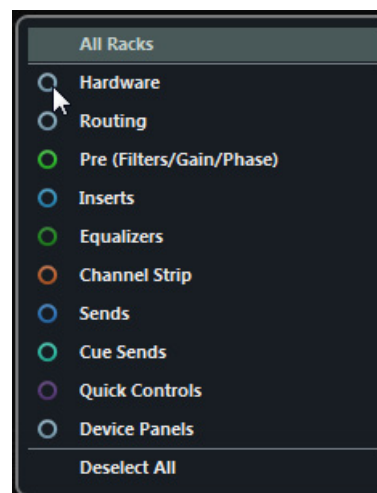 All Racks
Hardware
Routing
Pre (Filters/Gain/Phase)
Inserts
Equalizers
Channel Strip
Sends
Cue Sends
Quick Controls
Device Panels
Deselect All